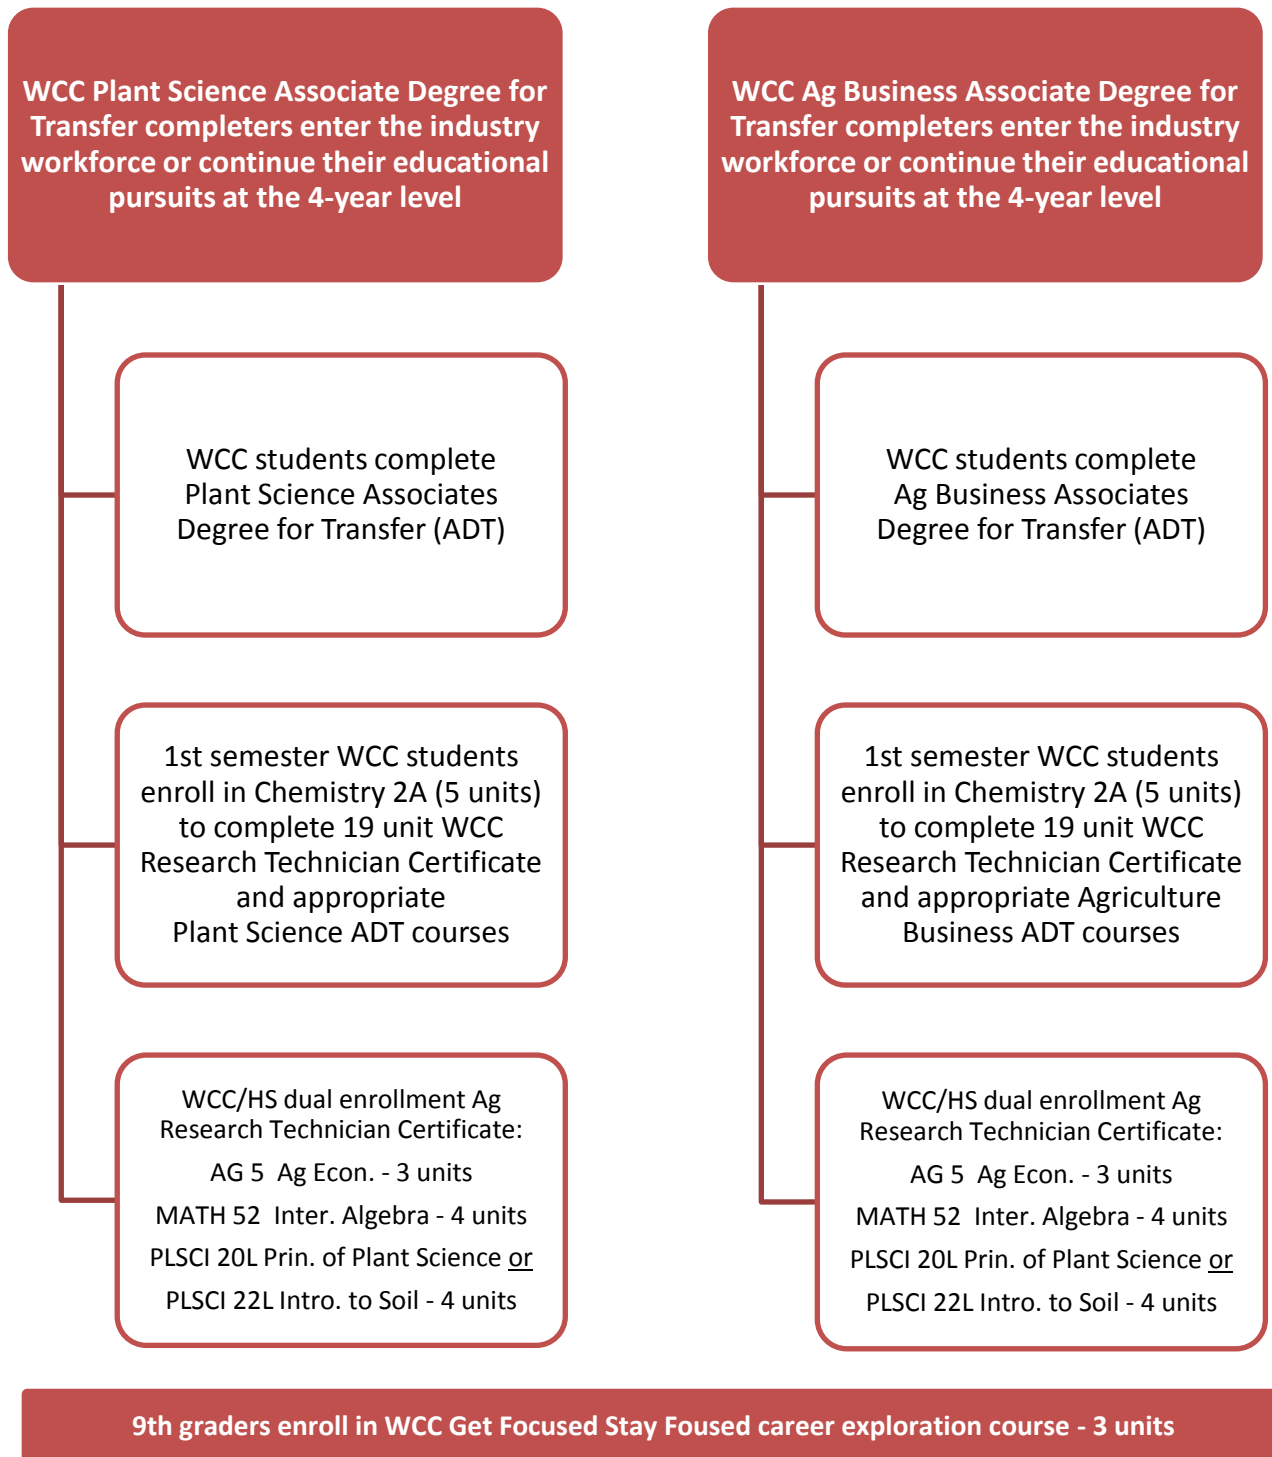 WCC Plant Science Associate Degree for
Transfer completers enter the industry
workforce or continue their educational
pursuits at the 4-year level
WCC students complete
Plant Science Associates
Degree for Transfer (ADT)
1st semester WCC students
enroll in Chemistry 2A (5 units)
to complete 19 unit WCC
Research Technician Certificate
and appropriate
Plant Science ADT courses
WCC/HS dual enrollment Ag
Research Technician Certificate:
AG 5  Ag Econ. - 3 units
MATH 52  Inter. Algebra - 4 units
PLSCI 20L Prin. of Plant Science or
PLSCI 22L Intro. to Soil - 4 units
WCC Ag Business Associate Degree for
Transfer completers enter the industry
workforce or continue their educational
pursuits at the 4-year level
WCC students complete
Ag Business Associates
Degree for Transfer (ADT)
1st semester WCC students
enroll in Chemistry 2A (5 units)
to complete 19 unit WCC
Research Technician Certificate
and appropriate Agriculture
Business ADT courses
WCC/HS dual enrollment Ag
Research Technician Certificate:
AG 5  Ag Econ. - 3 units
MATH 52  Inter. Algebra - 4 units
PLSCI 20L Prin. of Plant Science or
PLSCI 22L Intro. to Soil - 4 units
9th graders enroll in WCC Get Focused Stay Foused career exploration course - 3 units